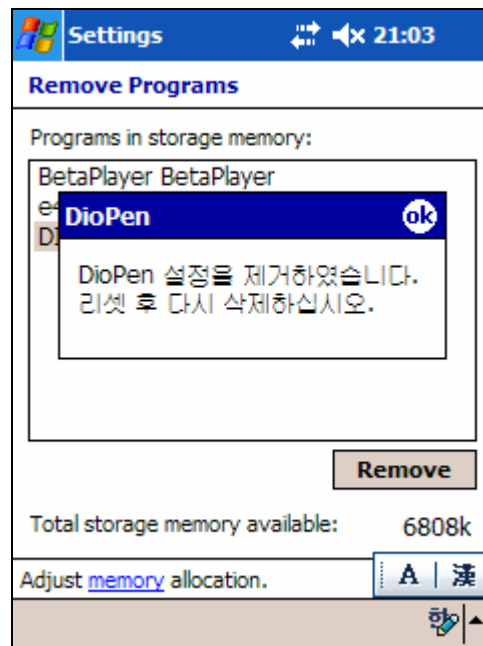 Settings 21:03
Remove Programs
Programs in storage memory:
BetaPlayer BetaPlayer
DioPen ok
DioPen 설정을 제거하였습니다.
리셋 후 다시 삭제하십시오.
Remove
Total storage memory available: 6808k
Adjust memory allocation.
A 漢
한